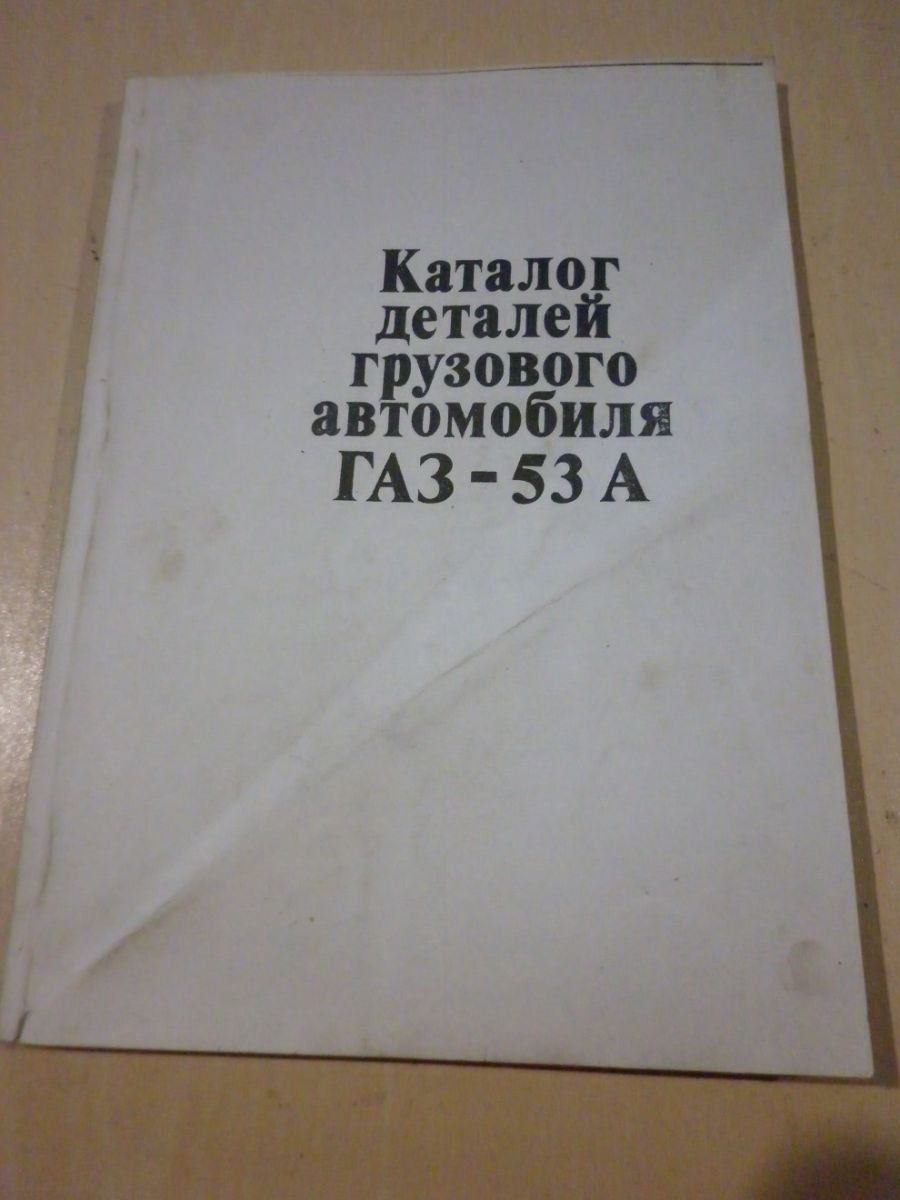 Каталог
деталей
грузового
автомобиля
ГАЗ - 53 А